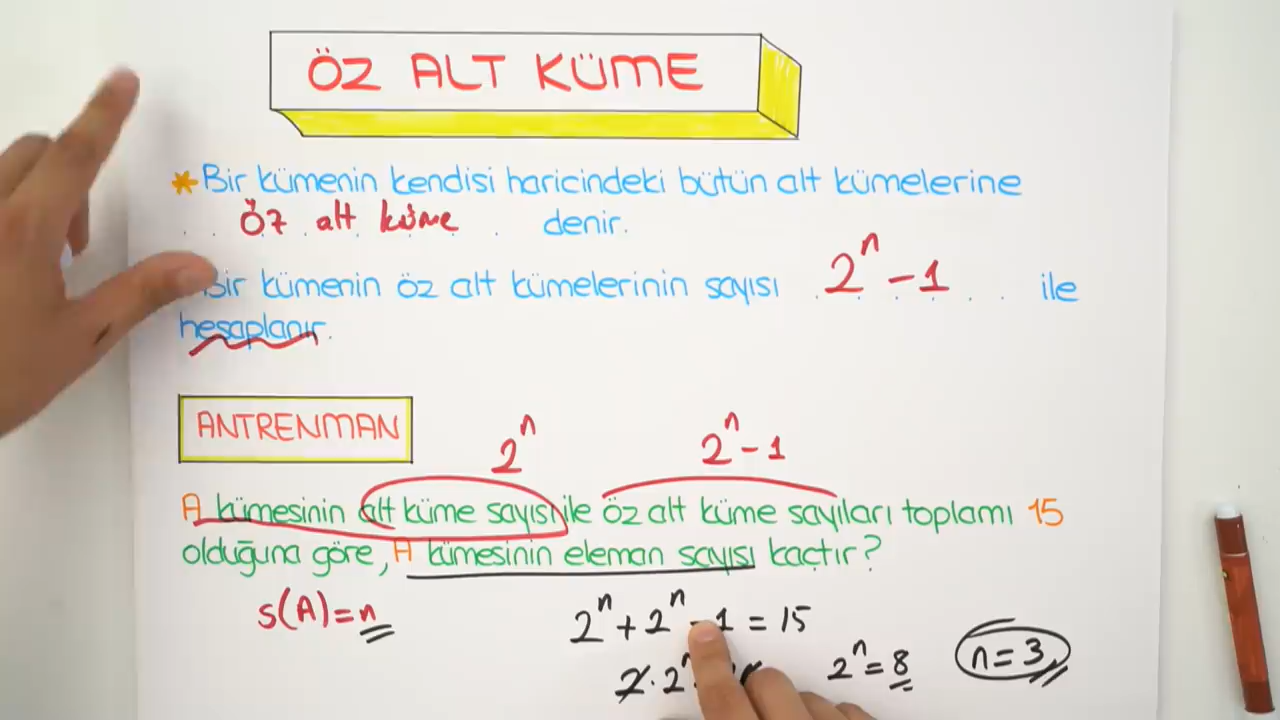 ÖZ ALT KÜME
* Bir kümenin kendisi haricindeki bütün alt kümelerine
Öz alt küme denir.
Bir kümenin öz alt kümelerinin sayısı 2ⁿ - 1 ile
hesaplanır.
ANTRENMAN
2ⁿ 2ⁿ - 1
A kümesinin alt küme sayısı ile öz alt küme sayıları toplamı 15
olduğuna göre, A kümesinin eleman sayısı kaçtır?
s(A) = n
2ⁿ + 2ⁿ - 1 = 15
2 . 2ⁿ
2ⁿ = 8
n = 3